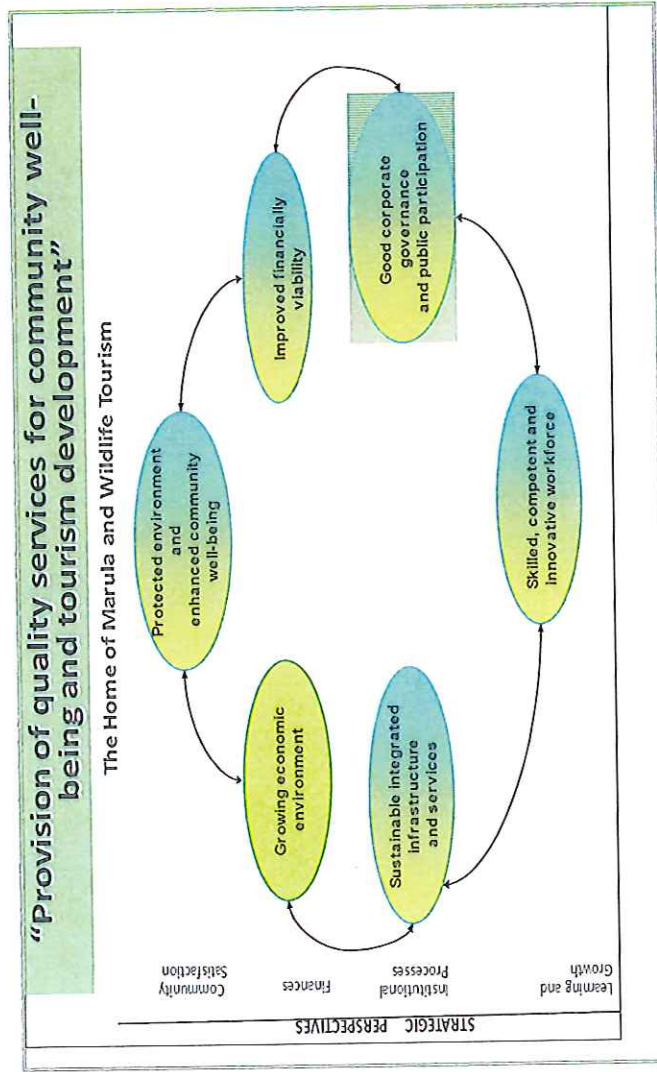 “Provision of quality services for community well-
being and tourism development”
The Home of Marula and Wildlife Tourism
STRATEGIC PERSPECTIVES
Community
Satisfaction
Protected environment
and
enhanced community
well-being
Finances
Growing economic
environment
Improved financially
viability
Institutional
Processes
Sustainable integrated
infrastructure
and services
Good corporate
governance
and public participation
Learning and
Growth
Skilled, competent and
innovative workforce